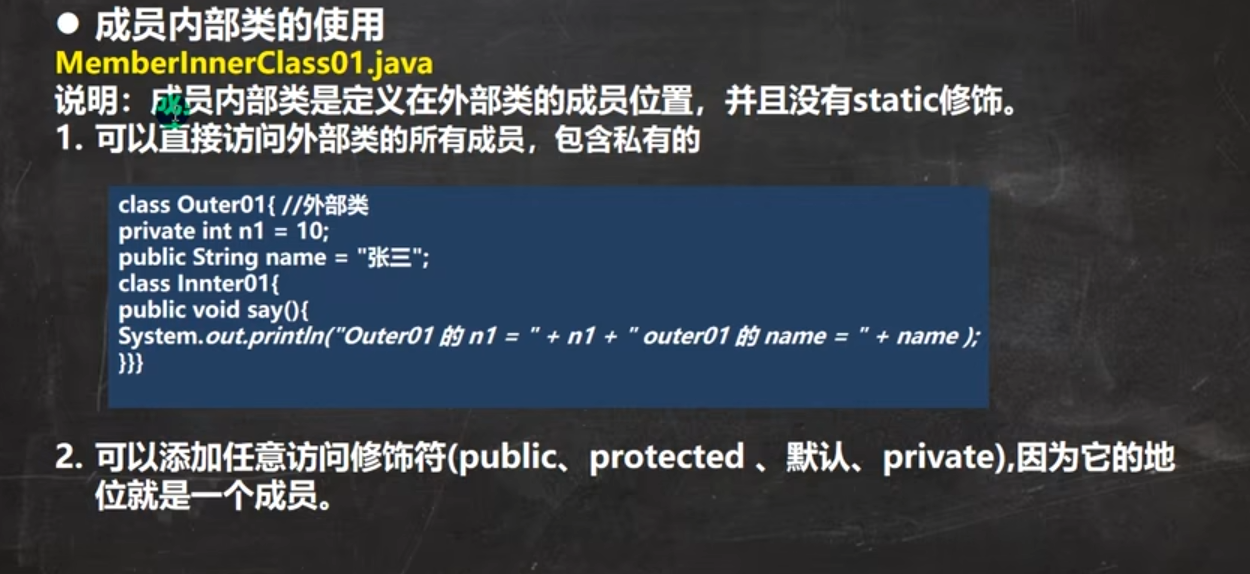 ● 成员内部类的使用
MemberInnerClass01.java
说明：成员内部类是定义在外部类的成员位置，并且没有static修饰。
1. 可以直接访问外部类的所有成员，包含私有的
class Outer01{ //外部类
private int n1 = 10;
public String name = "张三";
class Innter01{
public void say(){
System.out.println("Outer01 的 n1 = " + n1 + " outer01 的 name = " + name );
}}}
2. 可以添加任意访问修饰符(public、protected 、默认、private),因为它的地
位就是一个成员。